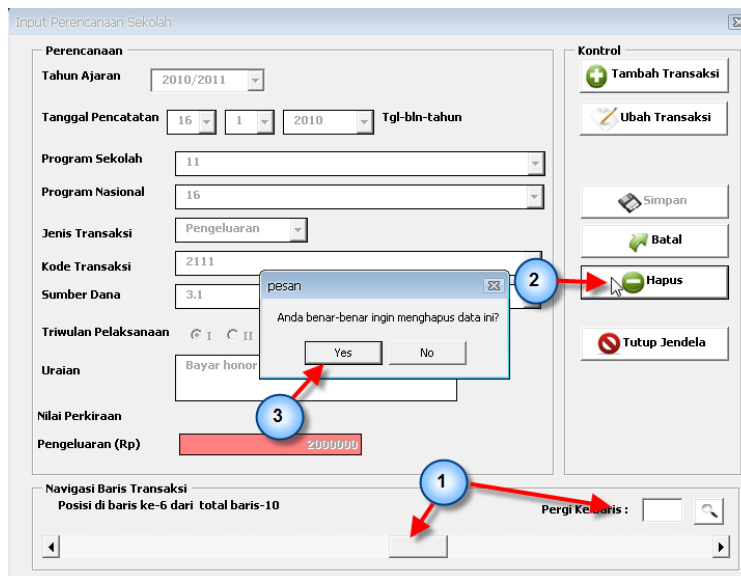 Input Perencanaan Sekolah
Perencanaan
Tahun Ajaran 2010/2011
Tanggal Pencatatan 16 1 2010 Tgl-bln-tahun
Program Sekolah 11
Program Nasional 16
Jenis Transaksi Pengeluaran
Kode Transaksi 2111
Sumber Dana 3.1
Triwulan Pelaksanaan I II
Uraian Bayar honor
Nilai Perkiraan
Pengeluaran (Rp) 2000000
Kontrol
Tambah Transaksi
Ubah Transaksi
Simpan
Batal
2
Hapus
Tutup Jendela
pesan
Anda benar-benar ingin menghapus data ini?
Yes No
3
1
Navigasi Baris Transaksi
Posisi di baris ke-6 dari total baris-10
Pergi Ke Baris :